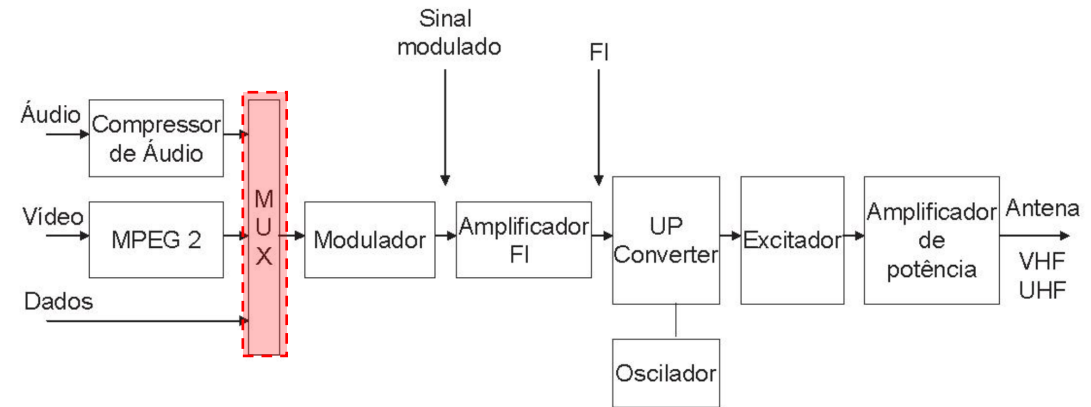 Sinal
modulado
FI
Áudio
Compressor
de Áudio
Vídeo
MPEG 2
Dados
M
U
X
Modulador
Amplificador
FI
UP
Converter
Oscilador
Excitador
Amplificador
de
potência
Antena
VHF
UHF